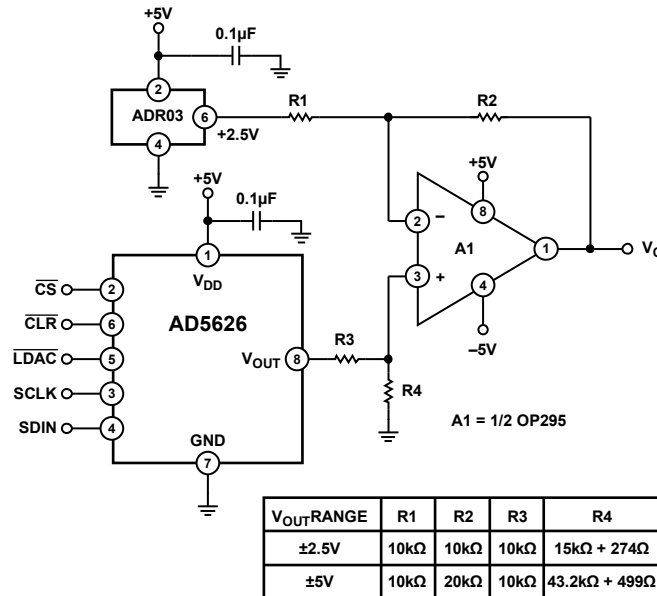 +5V
0.1µF
2
ADR03
6
+2.5V
4
R1
R2
+5V
0.1µF
+5V
8
2
–
A1
1
3
+
4
–5V
1
VDD
AD5626
CS 2
CLR 6
LDAC 5
SCLK 3
SDIN 4
VOUT 8
R3
R4
GND
7
A1 = 1/2 OP295
VOUTRANGE R1 R2 R3 R4
±2.5V 10kΩ 10kΩ 10kΩ 15kΩ + 274Ω
±5V 10kΩ 20kΩ 10kΩ 43.2kΩ + 499Ω